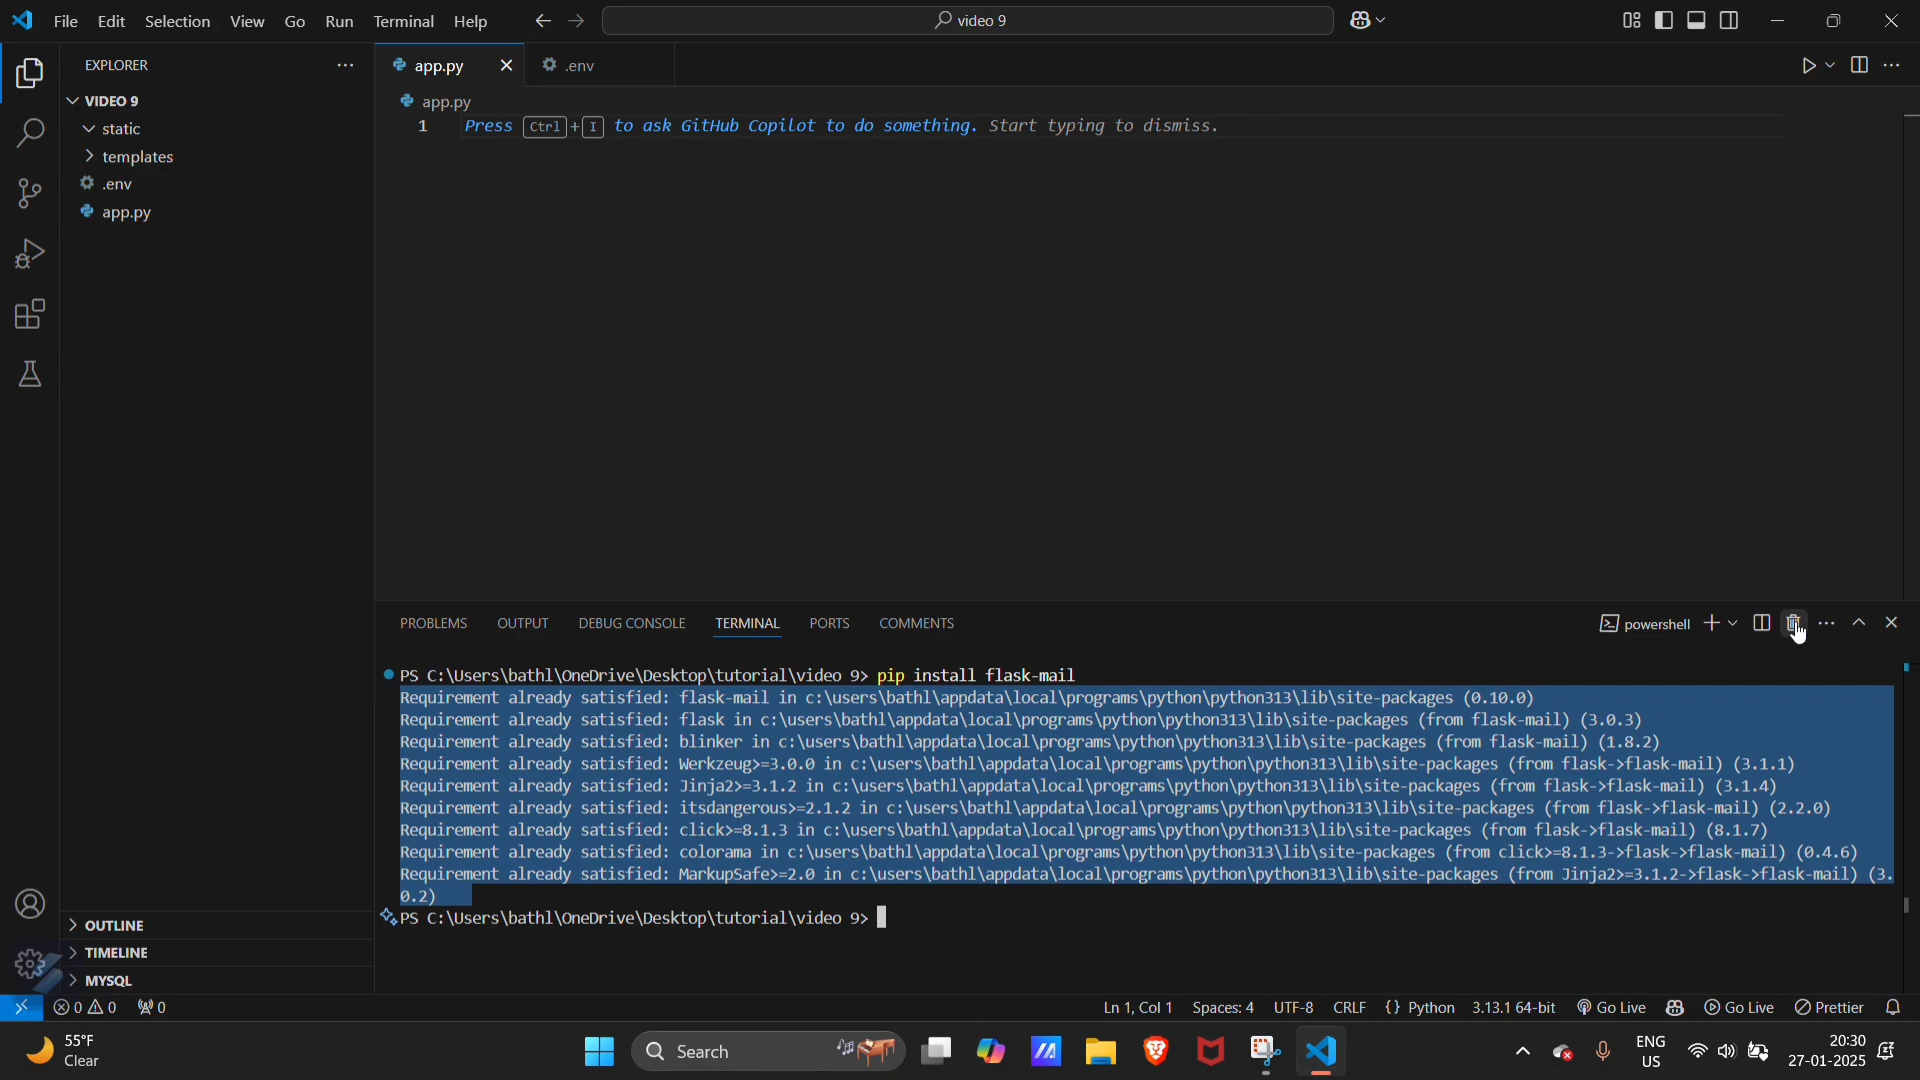 File Edit Selection View Go Run Terminal Help
video 9
EXPLORER
VIDEO 9
static
templates
.env
app.py
app.py
.env
app.py
1 Press Ctrl+I to ask GitHub Copilot to do something. Start typing to dismiss.
PROBLEMS OUTPUT DEBUG CONSOLE TERMINAL PORTS COMMENTS
powershell
PS C:\Users\bathl\OneDrive\Desktop\tutorial\video 9> pip install flask-mail
Requirement already satisfied: flask-mail in c:\users\bathl\appdata\local\programs\python\python313\lib\site-packages (0.10.0)
Requirement already satisfied: flask in c:\users\bathl\appdata\local\programs\python\python313\lib\site-packages (from flask-mail) (3.0.3)
Requirement already satisfied: blinker in c:\users\bathl\appdata\local\programs\python\python313\lib\site-packages (from flask-mail) (1.8.2)
Requirement already satisfied: Werkzeug>=3.0.0 in c:\users\bathl\appdata\local\programs\python\python313\lib\site-packages (from flask->flask-mail) (3.1.1)
Requirement already satisfied: Jinja2>=3.1.2 in c:\users\bathl\appdata\local\programs\python\python313\lib\site-packages (from flask->flask-mail) (3.1.4)
Requirement already satisfied: itsdangerous>=2.1.2 in c:\users\bathl\appdata\local\programs\python\python313\lib\site-packages (from flask->flask-mail) (2.2.0)
Requirement already satisfied: click>=8.1.3 in c:\users\bathl\appdata\local\programs\python\python313\lib\site-packages (from flask->flask-mail) (8.1.7)
Requirement already satisfied: colorama in c:\users\bathl\appdata\local\programs\python\python313\lib\site-packages (from click>=8.1.3->flask->flask-mail) (0.4.6)
Requirement already satisfied: MarkupSafe>=2.0 in c:\users\bathl\appdata\local\programs\python\python313\lib\site-packages (from Jinja2>=3.1.2->flask->flask-mail) (3.
0.2)
PS C:\Users\bathl\OneDrive\Desktop\tutorial\video 9>
OUTLINE
TIMELINE
MYSQL
0 0 0
Ln 1, Col 1 Spaces: 4 UTF-8 CRLF {} Python 3.13.1 64-bit Go Live Go Live Prettier
55°F
Clear
Search
ENG
US
20:30
27-01-2025